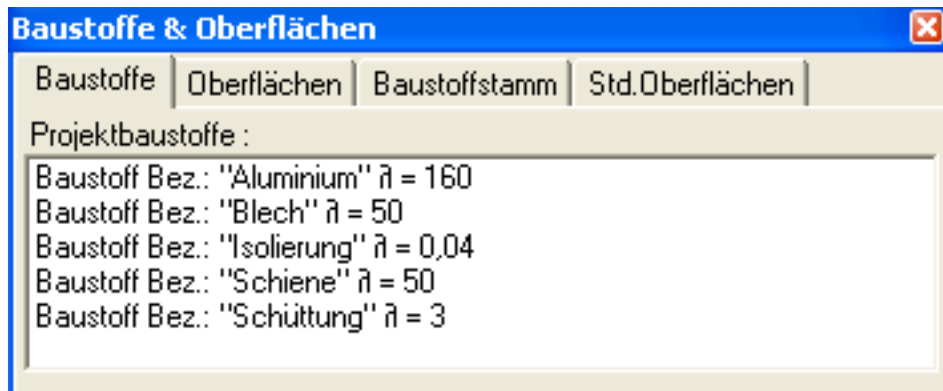 Baustoffe & Oberflächen
Baustoffe Oberflächen Baustoffstamm Std.Oberflächen
Projektbaustoffe :
Baustoff Bez.: "Aluminium" λ = 160
Baustoff Bez.: "Blech" λ = 50
Baustoff Bez.: "Isolierung" λ = 0,04
Baustoff Bez.: "Schiene" λ = 50
Baustoff Bez.: "Schüttung" λ = 3